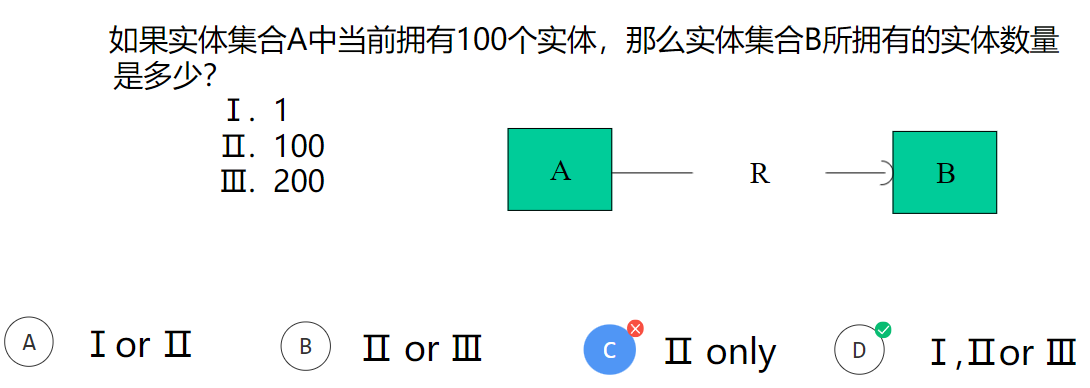 如果实体集合A中当前拥有100个实体，那么实体集合B所拥有的实体数量
是多少？
Ⅰ. 1
Ⅱ. 100
Ⅲ. 200
A R B
A Ⅰ or Ⅱ
B Ⅱ or Ⅲ
C Ⅱ only
D Ⅰ,Ⅱor Ⅲ